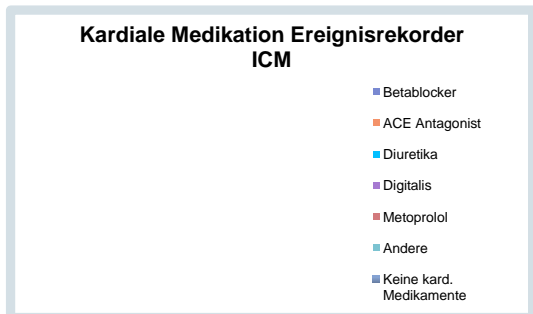 Kardiale Medikation Ereignisrekorder
ICM
Betablocker
ACE Antagonist
Diuretika
Digitalis
Metoprolol
Andere
Keine kard.
Medikamente